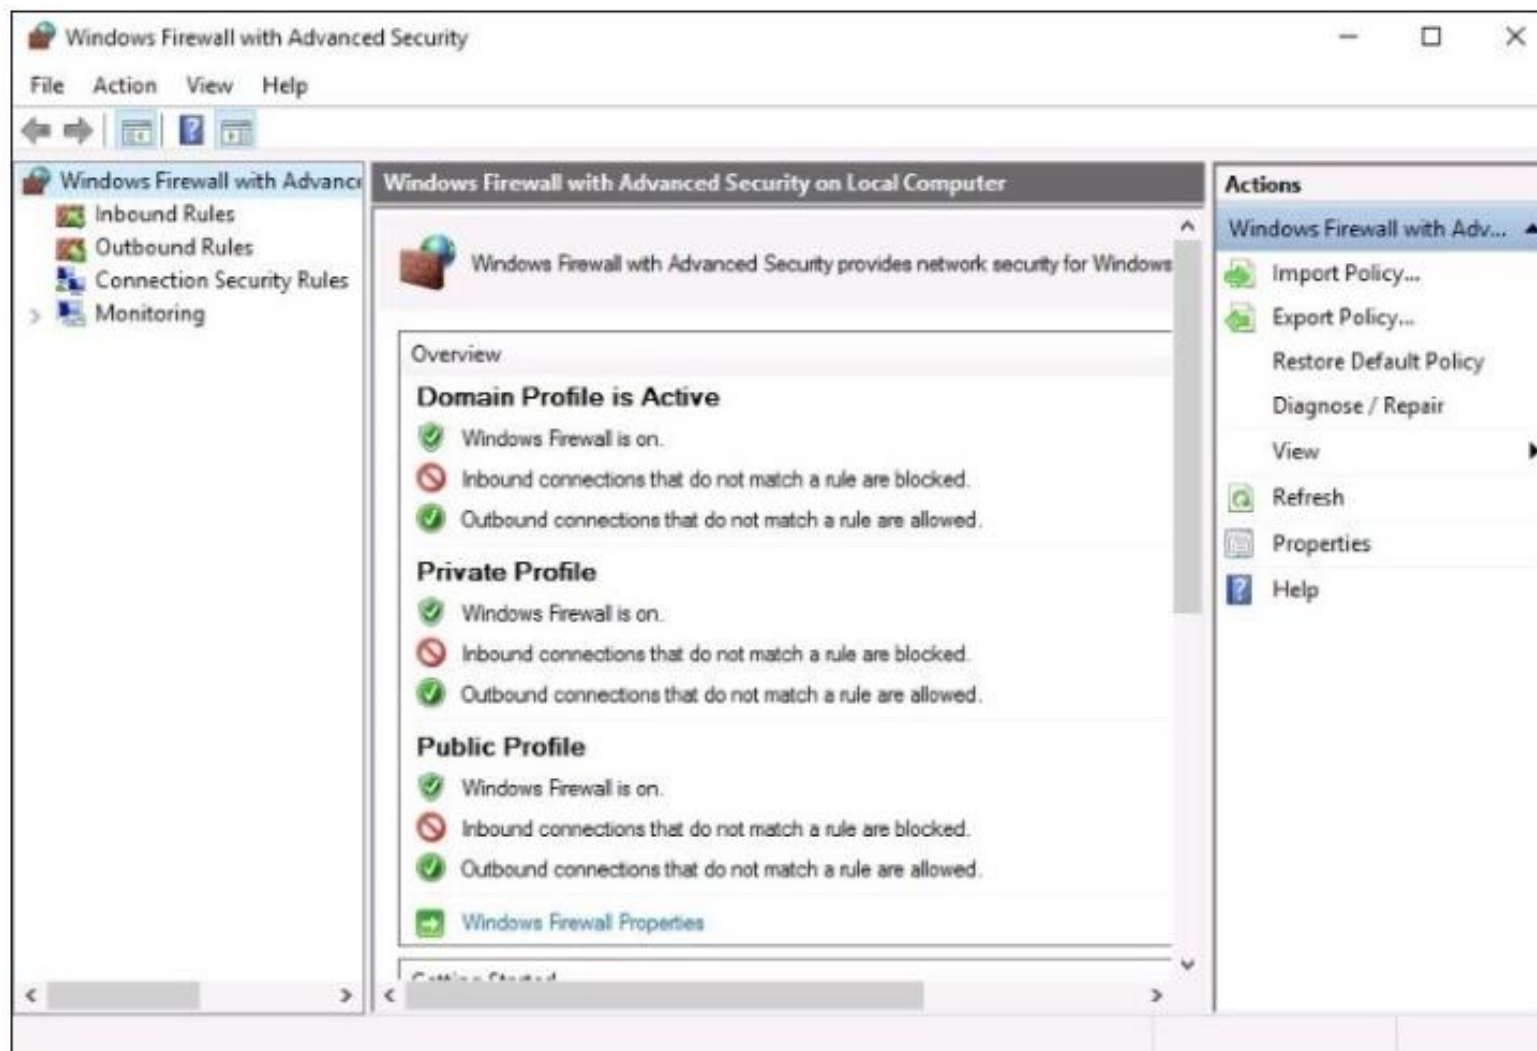 Windows Firewall with Advanced Security
File Action View Help
Windows Firewall with Advance
Inbound Rules
Outbound Rules
Connection Security Rules
Monitoring
Windows Firewall with Advanced Security on Local Computer
Windows Firewall with Advanced Security provides network security for Windows
Overview
Domain Profile is Active
Windows Firewall is on.
Inbound connections that do not match a rule are blocked.
Outbound connections that do not match a rule are allowed.
Private Profile
Windows Firewall is on.
Inbound connections that do not match a rule are blocked.
Outbound connections that do not match a rule are allowed.
Public Profile
Windows Firewall is on.
Inbound connections that do not match a rule are blocked.
Outbound connections that do not match a rule are allowed.
Windows Firewall Properties
Getting Started
Actions
Windows Firewall with Adv...
Import Policy...
Export Policy...
Restore Default Policy
Diagnose / Repair
View
Refresh
Properties
Help